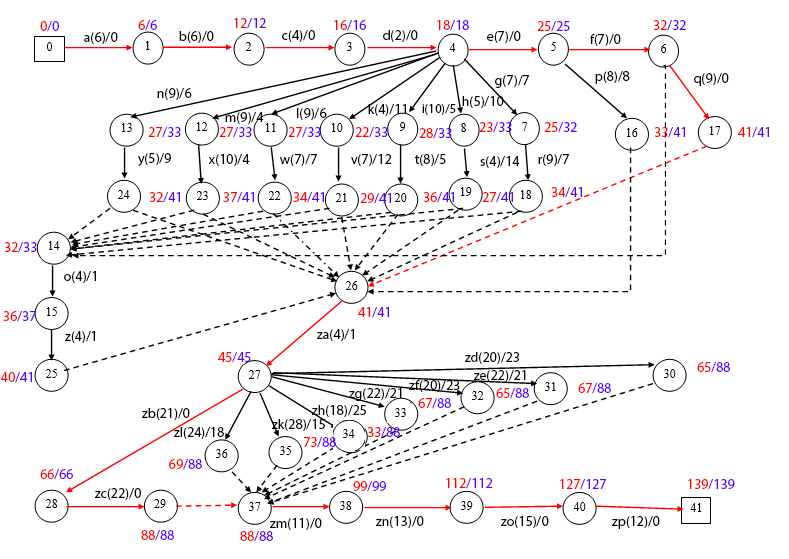 0/0
6/6
12/12
16/16
18/18
25/25
32/32
0
a(6)/0
1
b(6)/0
2
c(4)/0
3
d(2)/0
4
e(7)/0
5
f(7)/0
6
g(7)/7
p(8)/8
q(9)/0
n(9)/6
m(9)/4
l(9)/6
k(4)/11
i(10)/5
h(5)/10
13
27/33
12
27/33
11
27/33
10
22/33
9
28/33
8
23/33
7
25/32
16
33/41
17
41/41
y(5)/9
x(10)/4
w(7)/7
v(7)/12
t(8)/5
s(4)/14
r(9)/7
24
32/41
23
37/41
22
34/41
21
29/41
20
36/41
19
27/41
18
34/41
32/33
14
o(4)/1
26
41/41
36/37
15
z(4)/1
za(4)/1
40/41
25
45/45
27
zd(20)/23
ze(22)/21
zf(20)/23
zg(22)/21
zh(18)/25
zk(28)/15
zl(24)/18
zb(21)/0
30
65/88
31
67/88
32
65/88
33
67/88
34
33/88
35
73/88
36
69/88
66/66
28
zc(22)/0
29
88/88
37
88/88
zm(11)/0
99/99
38
zn(13)/0
112/112
39
zo(15)/0
127/127
40
zp(12)/0
139/139
41